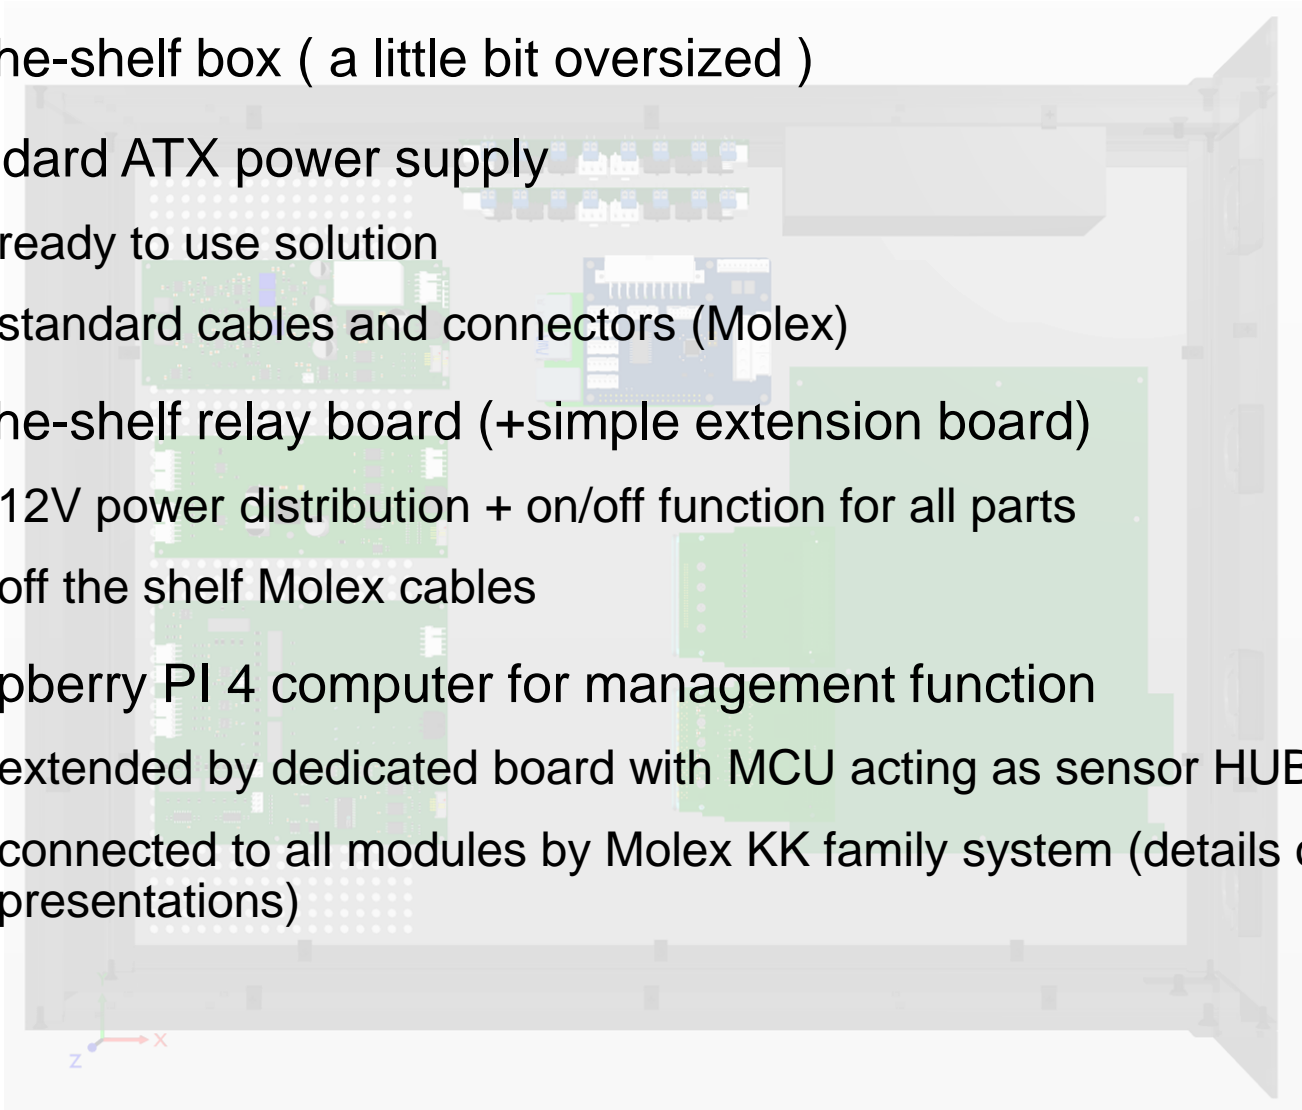 he-shelf box ( a little bit oversized )
dard ATX power supply
ready to use solution
standard cables and connectors (Molex)
he-shelf relay board (+simple extension board)
12V power distribution + on/off function for all parts
off the shelf Molex cables
pberry PI 4 computer for management function
extended by dedicated board with MCU acting as sensor HUB
connected to all modules by Molex KK family system (details
presentations)
Y
X
Z